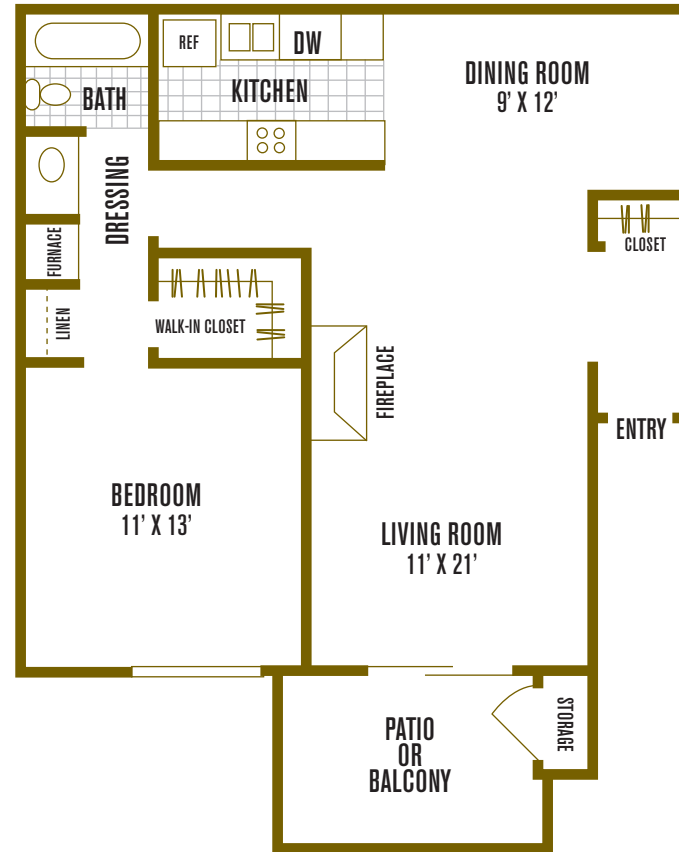 REF
DW
KITCHEN
BATH
DINING ROOM
9’ X 12’
DRESSING
FURNACE
LINEN
WALK-IN CLOSET
CLOSET
FIREPLACE
ENTRY
BEDROOM
11’ X 13’
LIVING ROOM
11’ X 21’
PATIO
OR
BALCONY
STORAGE